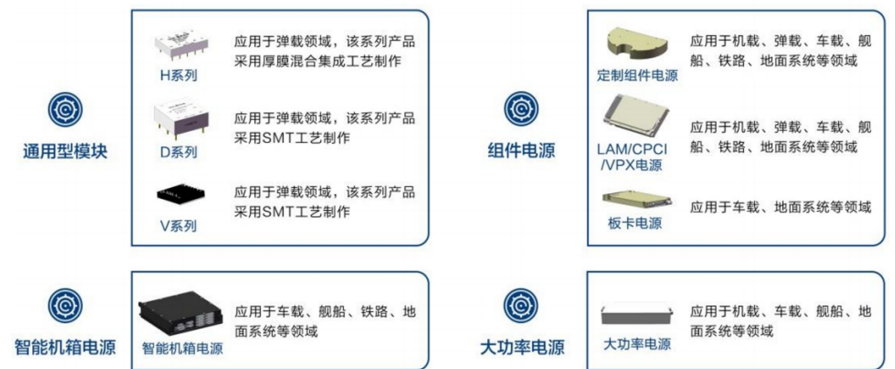 通用型模块
H系列
应用于弹载领域，该系列产品
采用厚膜混合集成工艺制作
D系列
应用于弹载领域，该系列产品
采用SMT工艺制作
V系列
应用于弹载领域，该系列产品
采用SMT工艺制作
组件电源
定制组件电源
应用于机载、弹载、车载、舰
船、铁路、地面系统等领域
LAM/CPCI
/VPX电源
应用于机载、弹载、车载、舰
船、铁路、地面系统等领域
板卡电源
应用于车载、地面系统等领域
智能机箱电源
智能机箱电源
应用于车载、舰船、铁路、地
面系统等领域
大功率电源
大功率电源
应用于机载、车载、舰船、地
面系统等领域